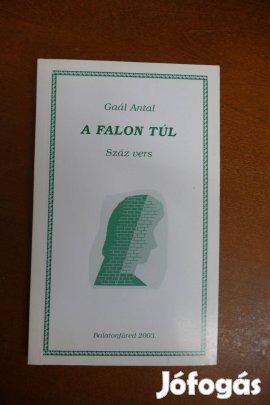 Gaál Antal
A FALON TÚL
Száz vers
Balatonfüred 2003.
Jófogás